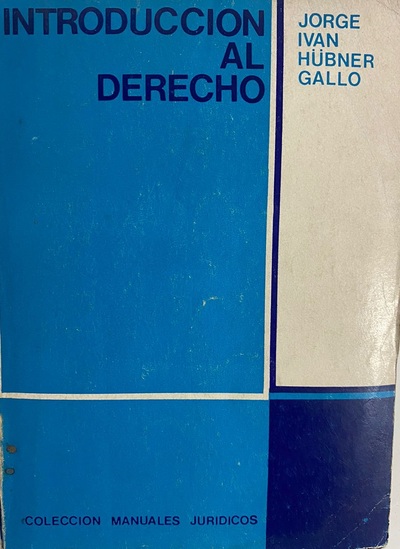 INTRODUCCION
AL
DERECHO
JORGE
IVAN
HÜBNER
GALLO
COLECCION MANUALES JURIDICOS